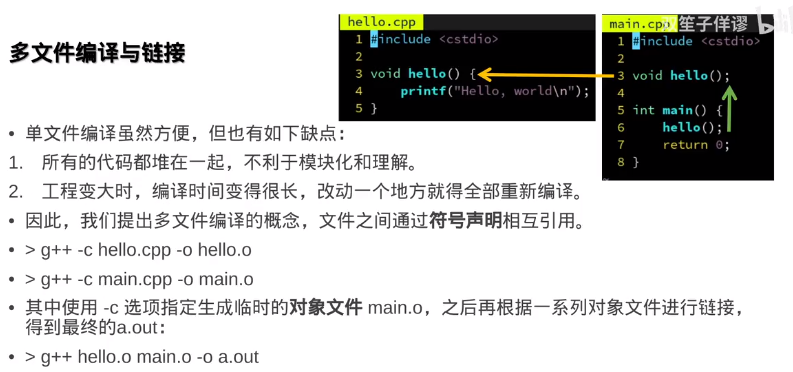 多文件编译与链接
hello.cpp
1 #include <cstdio>
2
3 void hello() {
4     printf("Hello, world\n");
5 }
main.cpp
笙子佯谬
1 #include <cstdio>
2
3 void hello();
4
5 int main() {
6     hello();
7     return 0;
8 }
~
• 单文件编译虽然方便，但也有如下缺点：
1. 所有的代码都堆在一起，不利于模块化和理解。
2. 工程变大时，编译时间变得很长，改动一个地方就得全部重新编译。
• 因此，我们提出多文件编译的概念，文件之间通过符号声明相互引用。
• > g++ -c hello.cpp -o hello.o
• > g++ -c main.cpp -o main.o
• 其中使用 -c 选项指定生成临时的对象文件 main.o，之后再根据一系列对象文件进行链接，
得到最终的a.out：
• > g++ hello.o main.o -o a.out